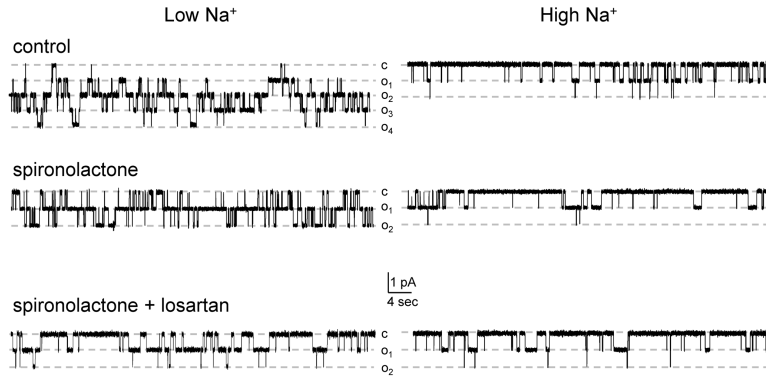 Low Na⁺
High Na⁺
control
c
o₁
o₂
o₃
o₄
c
o₁
o₂
spironolactone
c
o₁
o₂
c
o₁
o₂
1 pA
4 sec
spironolactone + losartan
c
o₁
o₂
c
o₁
o₂